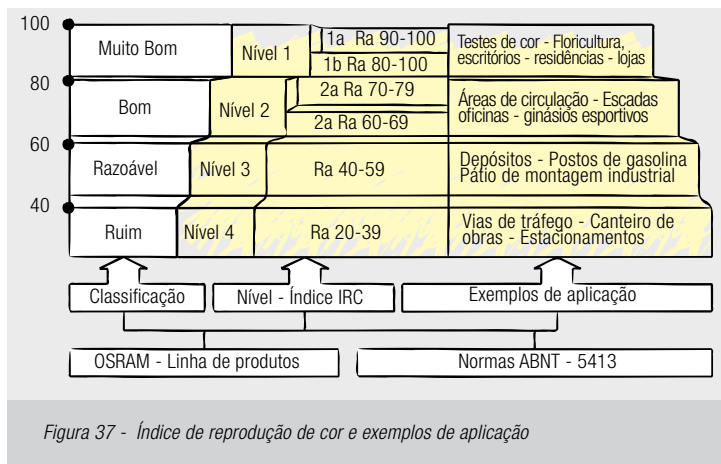 100
Muito Bom
Nível 1
1a Ra 90-100
1b Ra 80-100
Testes de cor - Floricultura,
escritórios - residências - lojas
80
Bom
Nível 2
2a Ra 70-79
2a Ra 60-69
Áreas de circulação - Escadas
oficinas - ginásios esportivos
60
Razoável
Nível 3
Ra 40-59
Depósitos - Postos de gasolina
Pátio de montagem industrial
40
Ruim
Nível 4
Ra 20-39
Vias de tráfego - Canteiro de
obras - Estacionamentos
Classificação
Nível - Índice IRC
Exemplos de aplicação
OSRAM - Linha de produtos
Normas ABNT - 5413
Figura 37 - Índice de reprodução de cor e exemplos de aplicação